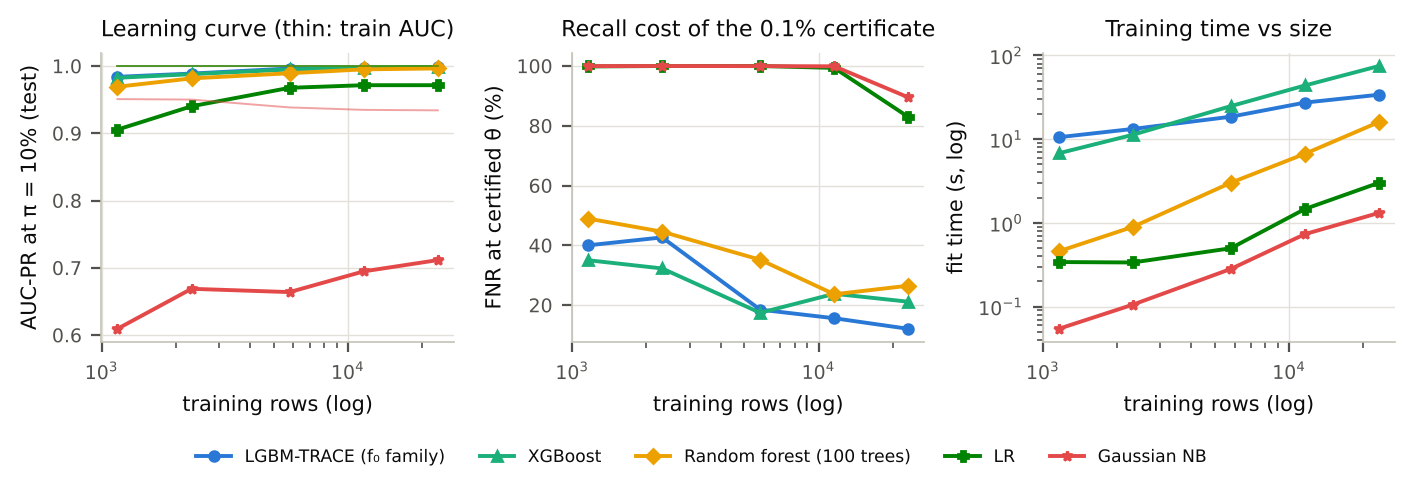 Learning curve (thin: train AUC)
AUC-PR at π = 10% (test)
1.0
0.9
0.8
0.7
0.6
10³
10⁴
training rows (log)
Recall cost of the 0.1% certificate
FNR at certified θ (%)
100
80
60
40
20
10³
10⁴
training rows (log)
Training time vs size
fit time (s, log)
10²
10¹
10⁰
10⁻¹
10³
10⁴
training rows (log)
LGBM-TRACE (f₀ family)
XGBoost
Random forest (100 trees)
LR
Gaussian NB